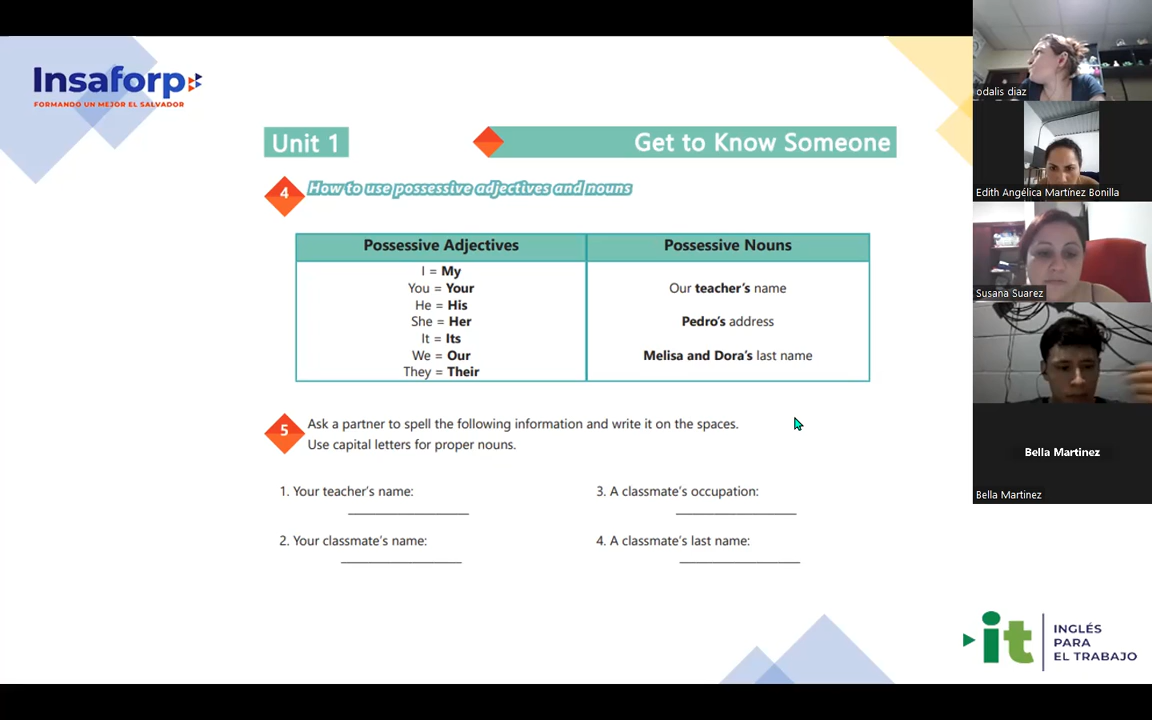 Insaforp
FORMANDO UN MEJOR EL SALVADOR
Unit 1
Get to Know Someone
4
How to use possessive adjectives and nouns
Possessive Adjectives
I = My
You = Your
He = His
She = Her
It = Its
We = Our
They = Their
Possessive Nouns
Our teacher's name
Pedro's address
Melisa and Dora's last name
5
Ask a partner to spell the following information and write it on the spaces.
Use capital letters for proper nouns.
1. Your teacher's name:
2. Your classmate's name:
3. A classmate's occupation:
4. A classmate's last name:
it
INGLÉS
PARA
EL TRABAJO
odalis diaz
Edith Angélica Martínez Bonilla
Susana Suarez
Bella Martinez
Bella Martinez